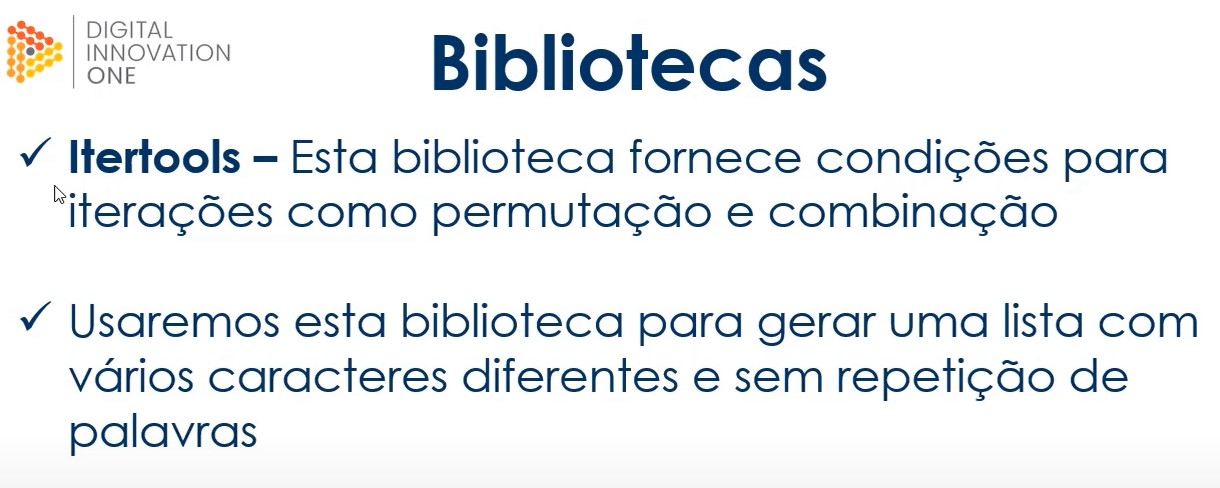 DIGITAL
INNOVATION
ONE
Bibliotecas
✓ Itertools – Esta biblioteca fornece condições para
iterações como permutação e combinação
✓ Usaremos esta biblioteca para gerar uma lista com
vários caracteres diferentes e sem repetição de
palavras